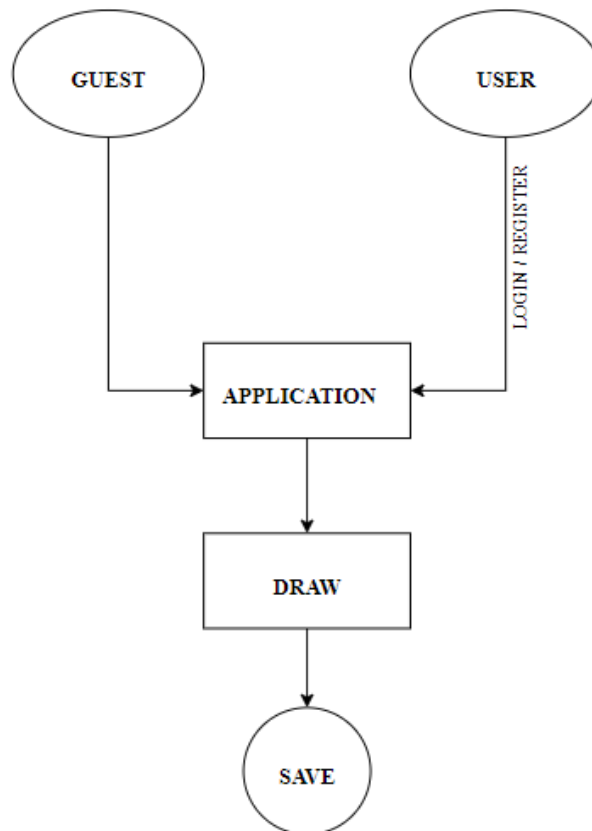 GUEST
USER
LOGIN / REGISTER
APPLICATION
DRAW
SAVE